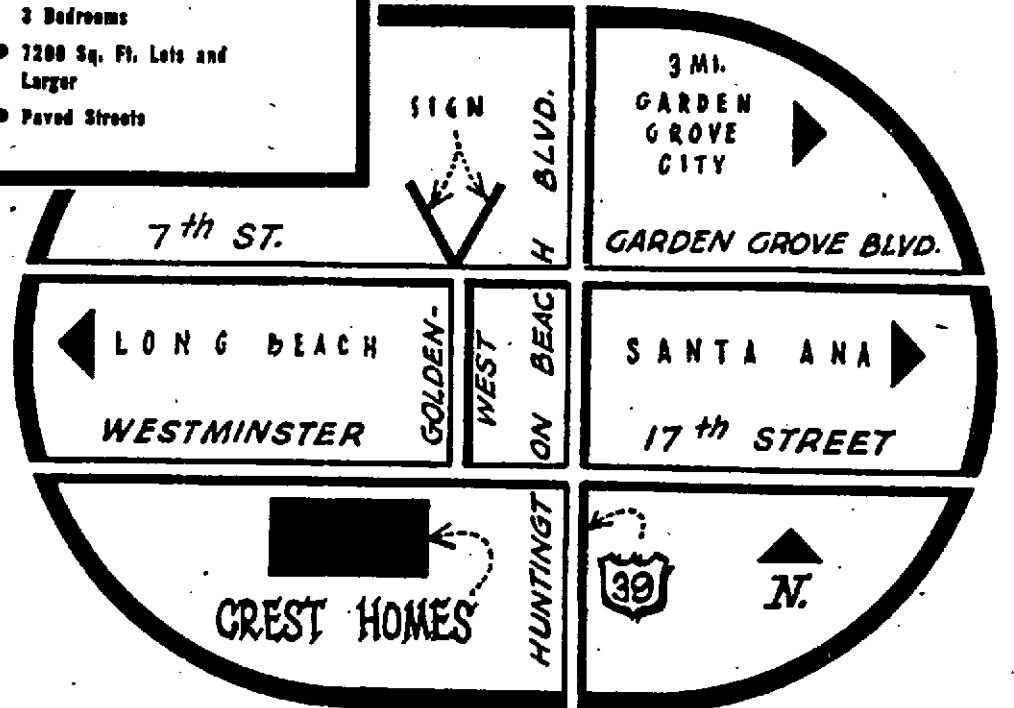 3 Bedrooms
7200 Sq. Ft. Lots and
Larger
Paved Streets
SIGN
3 MI.
GARDEN
GROVE
CITY
7th ST.
GARDEN GROVE BLVD.
HUNTINGTON BEACH BLVD.
LONG BEACH
GOLDEN-
WEST
SANTA ANA
WESTMINSTER
17th STREET
CREST HOMES
39
N.